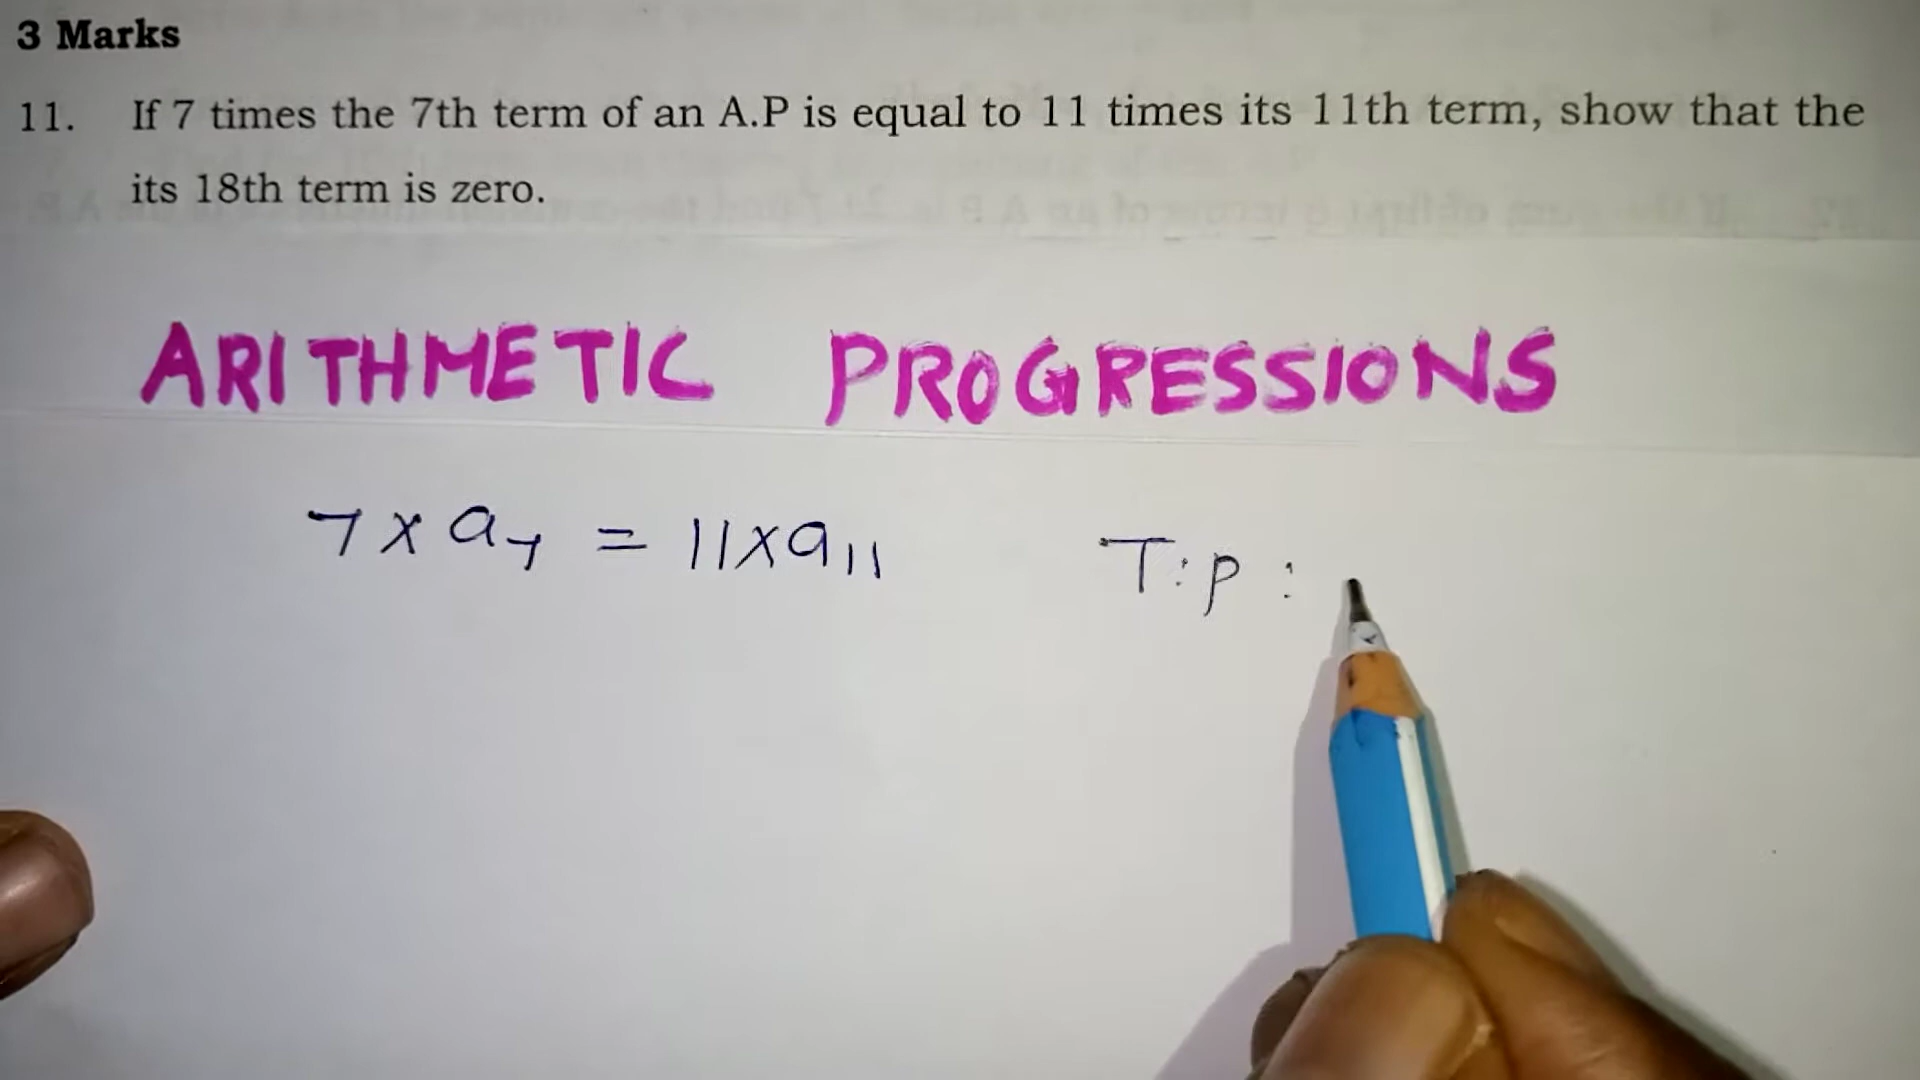 3 Marks
11. If 7 times the 7th term of an A.P is equal to 11 times its 11th term, show that the
its 18th term is zero.
ARITHMETIC PROGRESSIONS
7 x a₇ = 11 x a₁₁ T.P :